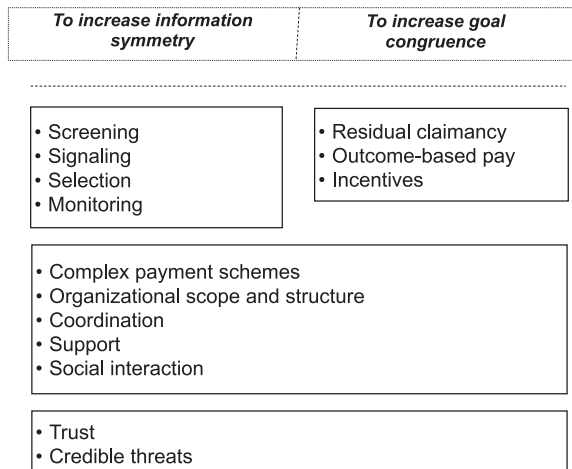 To increase information
symmetry
To increase goal
congruence
• Screening
• Signaling
• Selection
• Monitoring
• Residual claimancy
• Outcome-based pay
• Incentives
• Complex payment schemes
• Organizational scope and structure
• Coordination
• Support
• Social interaction
• Trust
• Credible threats